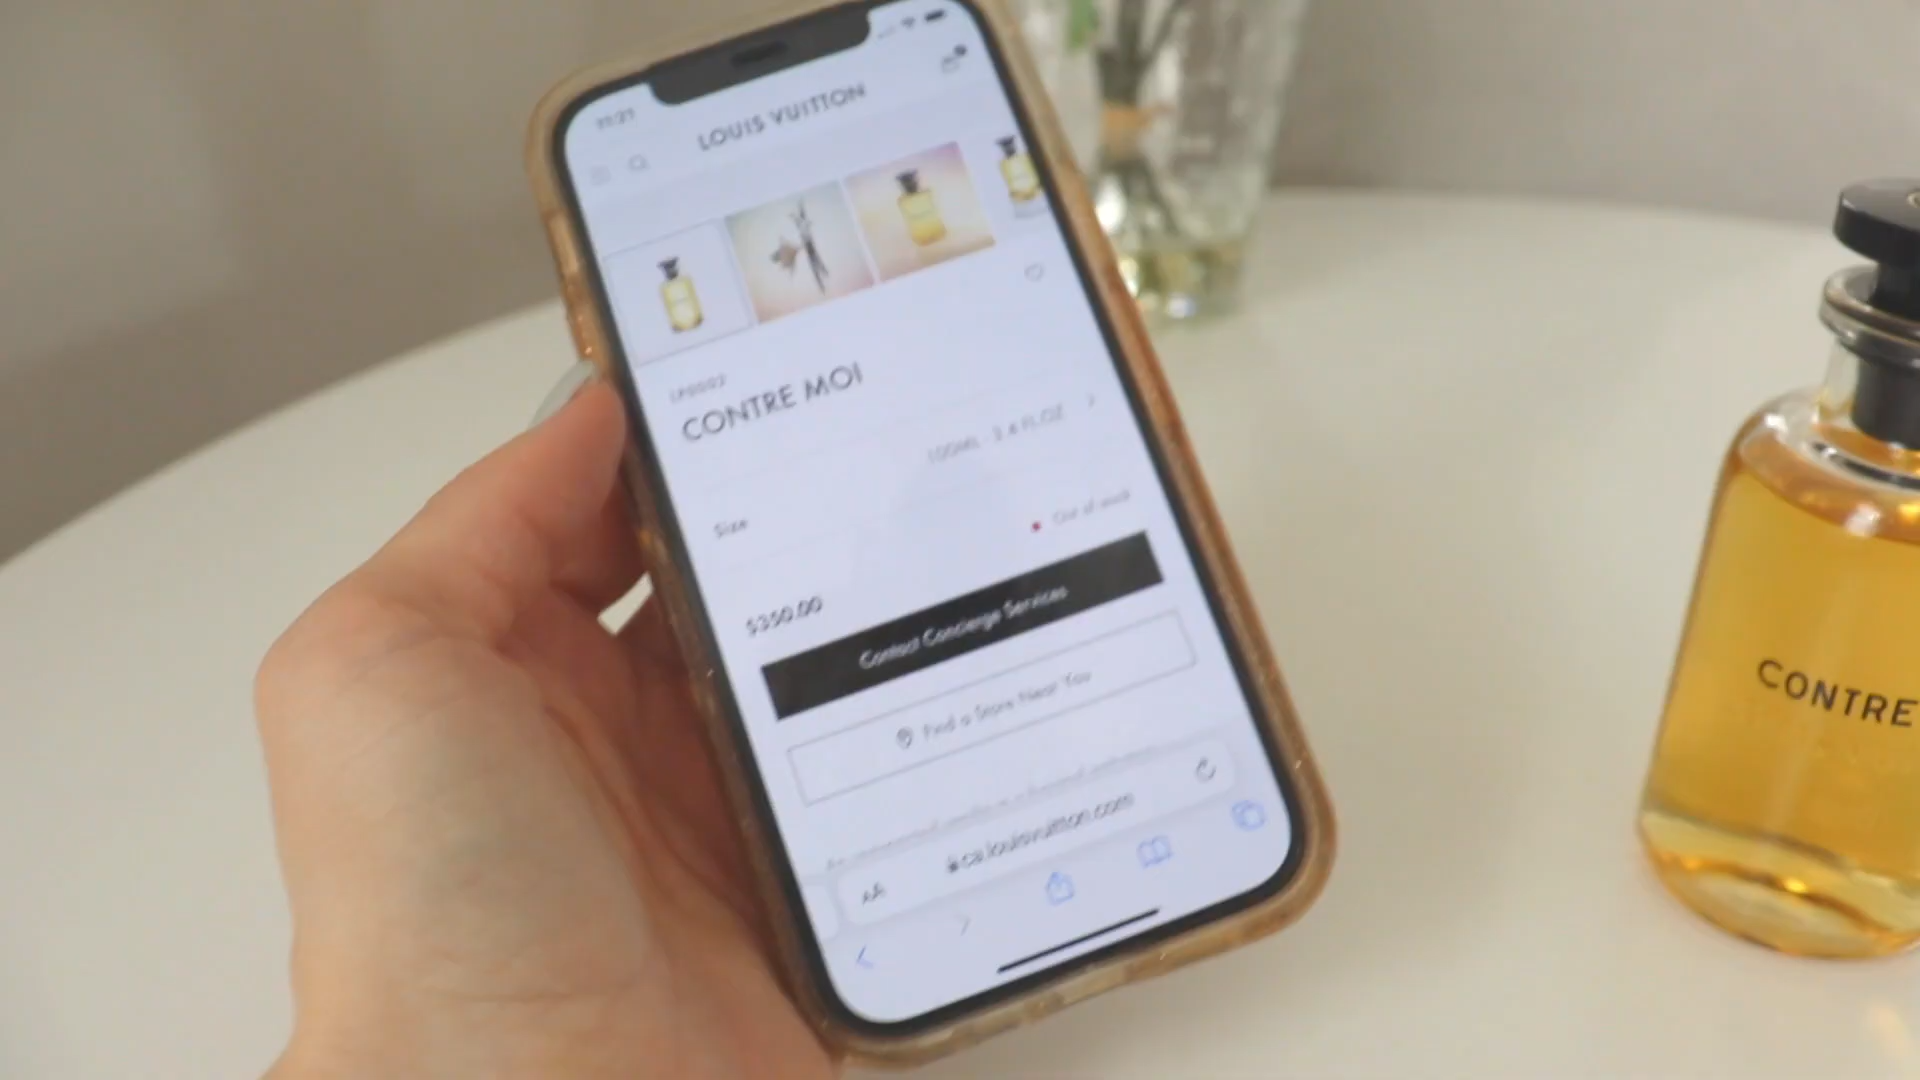 11:21
LOUIS VUITTON
LP0002
CONTRE MOI
100ML - 3.4 FL.OZ
Size
Out of stock
$350.00
Contact Concierge Services
Find a Store Near You
AA
ca.louisvuitton.com
CONTRE